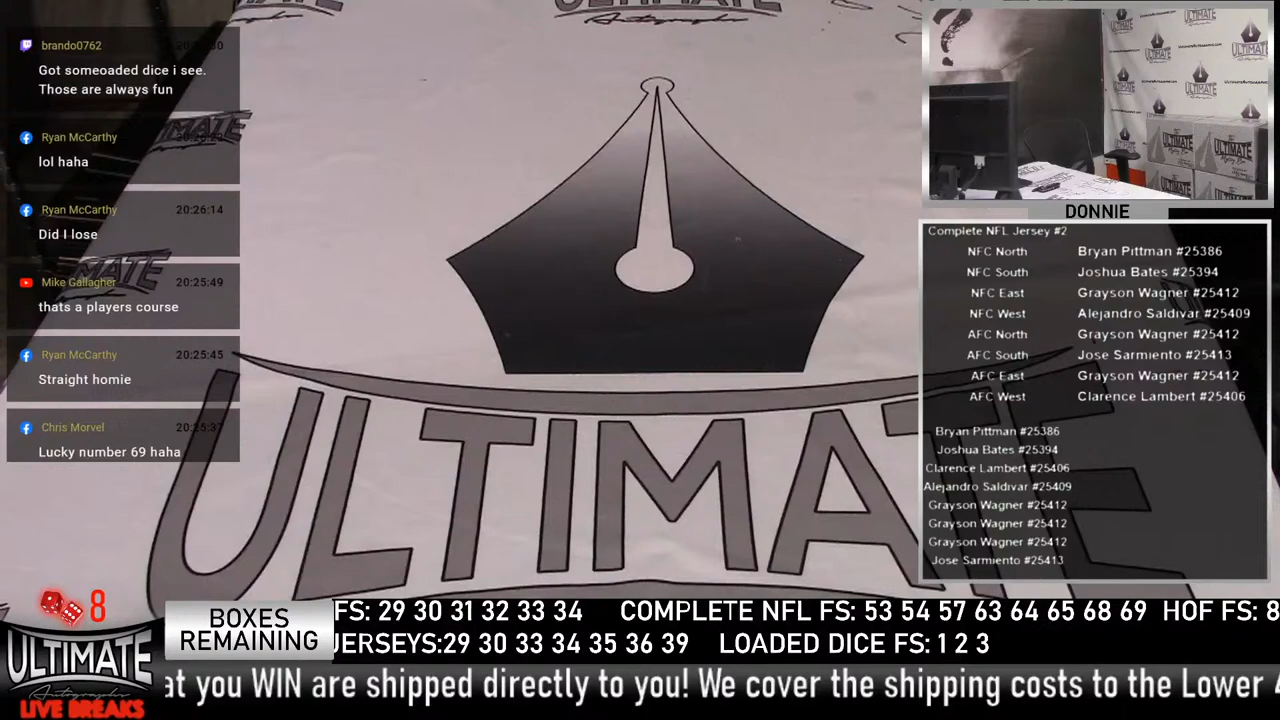 brando0762
Got someoaded dice i see.
Those are always fun
Ryan McCarthy
lol haha
Ryan McCarthy 20:26:14
Did I lose
Mike Gallagher 20:25:49
thats a players course
Ryan McCarthy 20:25:45
Straight homie
Chris Morvel 20:25:37
Lucky number 69 haha
ULTIMATE
Autographs
ULTIMATE
DONNIE
Complete NFL Jersey #2
NFC North Bryan Pittman #25386
NFC South Joshua Bates #25394
NFC East Grayson Wagner #25412
NFC West Alejandro Saldivar #25409
AFC North Grayson Wagner #25412
AFC South Jose Sarmiento #25413
AFC East Grayson Wagner #25412
AFC West Clarence Lambert #25406
Bryan Pittman #25386
Joshua Bates #25394
Clarence Lambert #25406
Alejandro Saldivar #25409
Grayson Wagner #25412
Grayson Wagner #25412
Grayson Wagner #25412
Jose Sarmiento #25413
8
BOXES
REMAINING
FS: 29 30 31 32 33 34 COMPLETE NFL FS: 53 54 57 63 64 65 68 69 HOF FS: 8
JERSEYS:29 30 33 34 35 36 39 LOADED DICE FS: 1 2 3
ULTIMATE
Autographs
LIVE BREAKS
at you WIN are shipped directly to you! We cover the shipping costs to the Lower 4